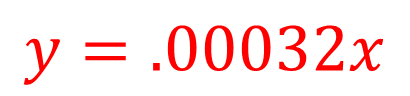 y = .00032x